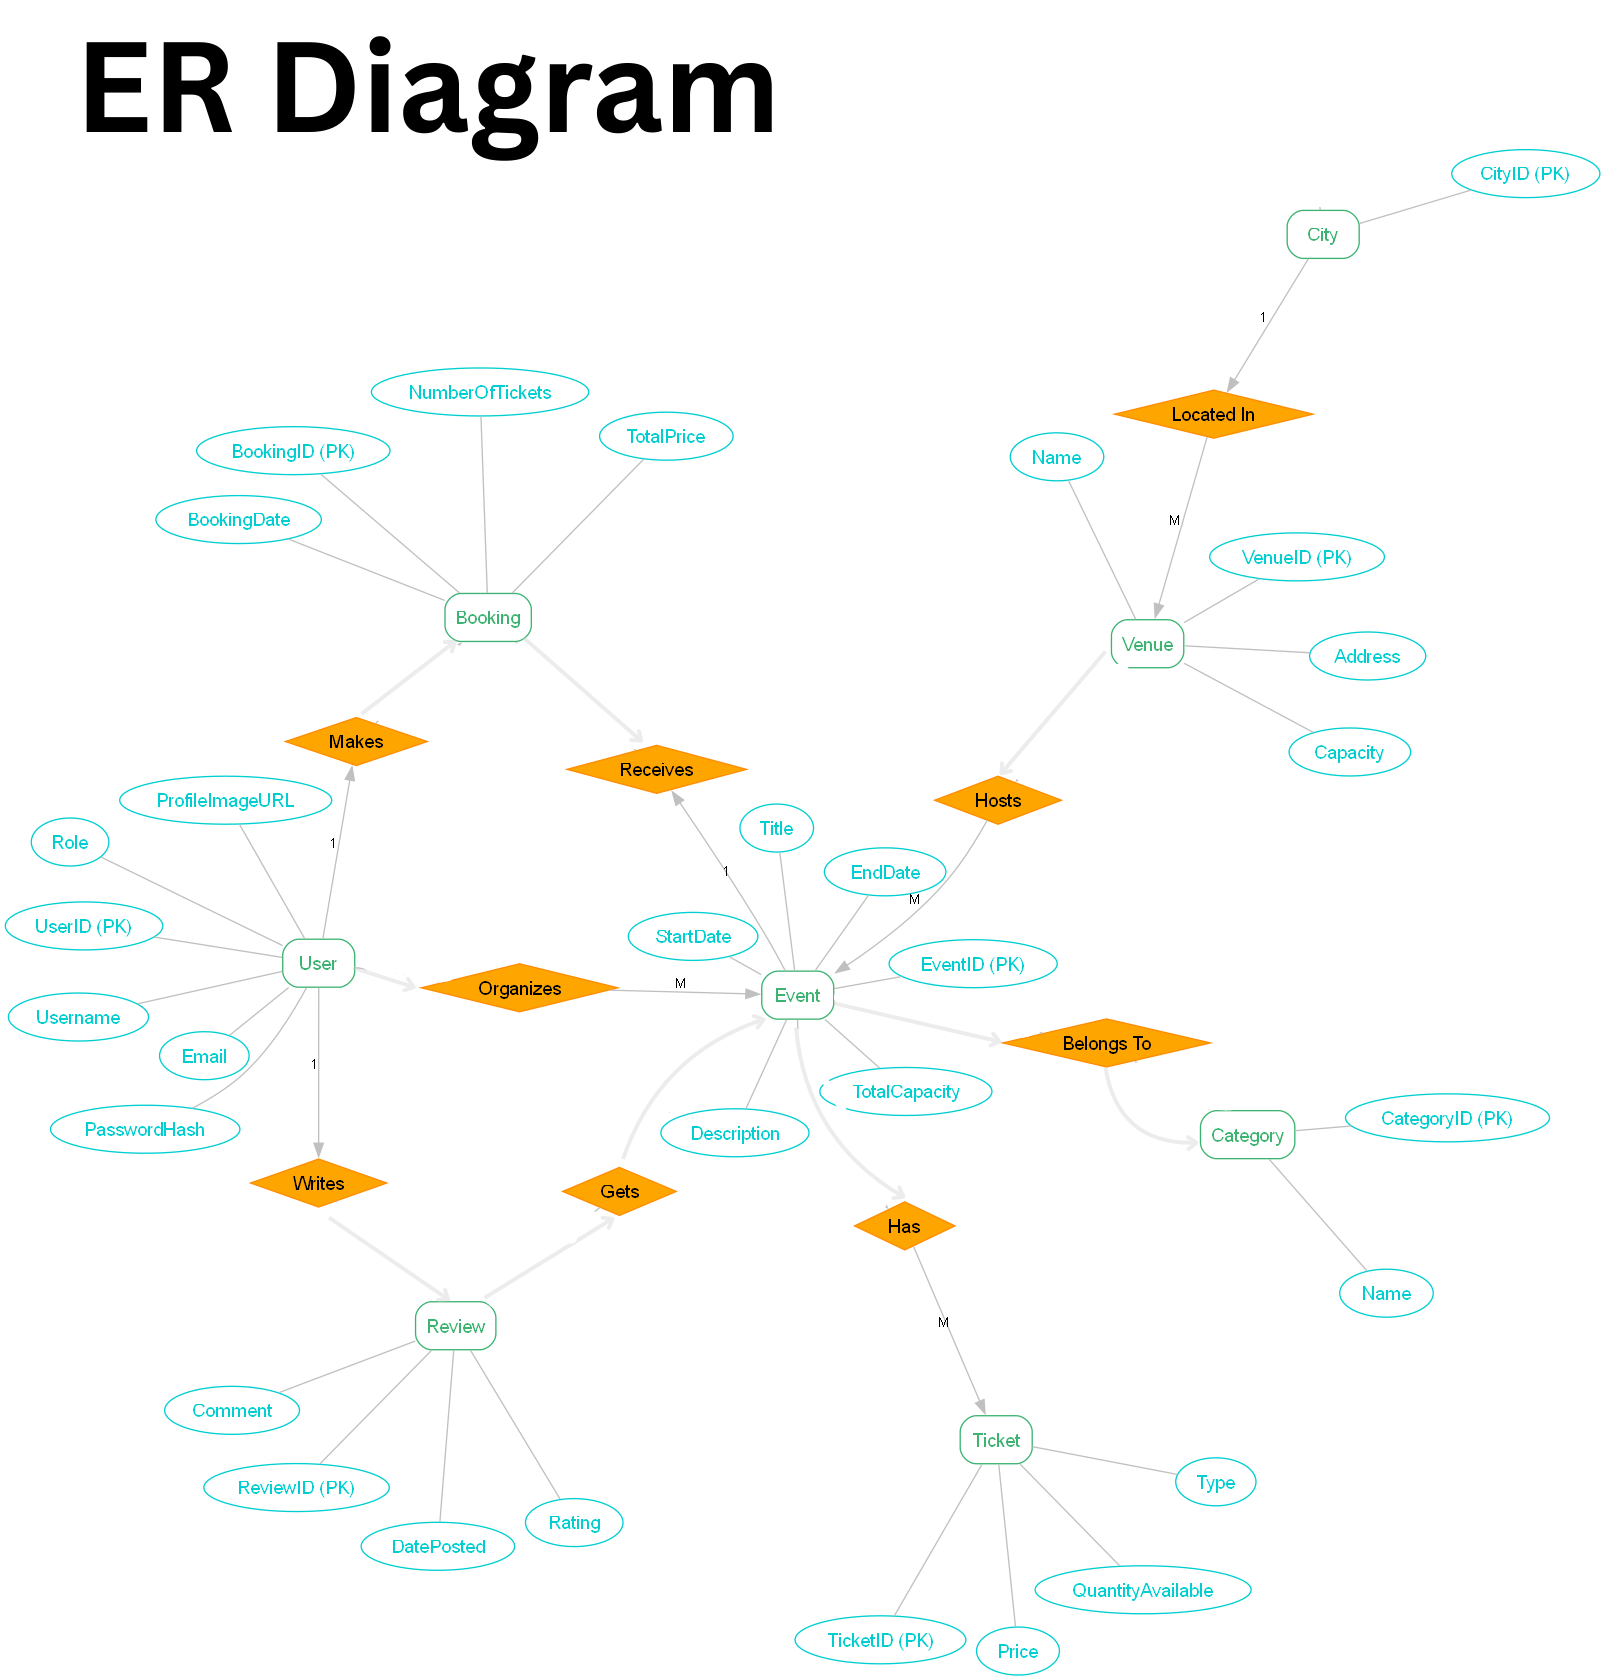 ER Diagram
CityID (PK)
City
1
NumberOfTickets
Located In
TotalPrice
BookingID (PK)
Name
BookingDate
M
VenueID (PK)
Booking
Venue
Address
Makes
Capacity
Receives
ProfileImageURL
Hosts
Title
Role
1
1
EndDate
M
UserID (PK)
StartDate
User
EventID (PK)
Organizes
M
Event
Username
Belongs To
Email
1
TotalCapacity
CategoryID (PK)
PasswordHash
Description
Category
Writes
Gets
Has
Name
M
Review
Comment
Ticket
Type
ReviewID (PK)
Rating
DatePosted
QuantityAvailable
TicketID (PK)
Price